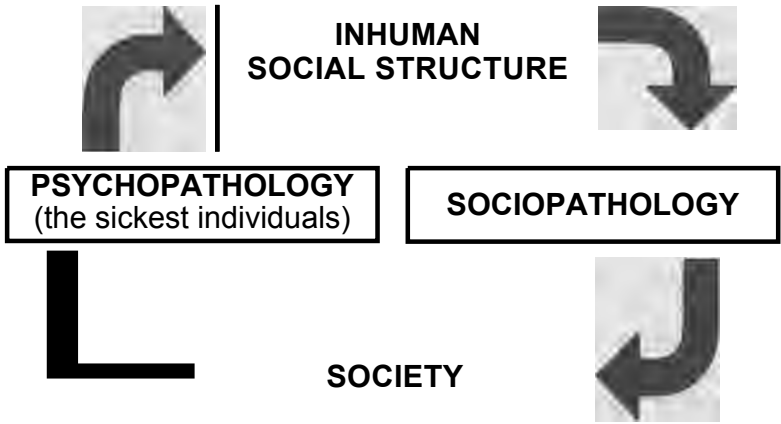 INHUMAN
SOCIAL STRUCTURE
PSYCHOPATHOLOGY
(the sickest individuals)
SOCIOPATHOLOGY
SOCIETY